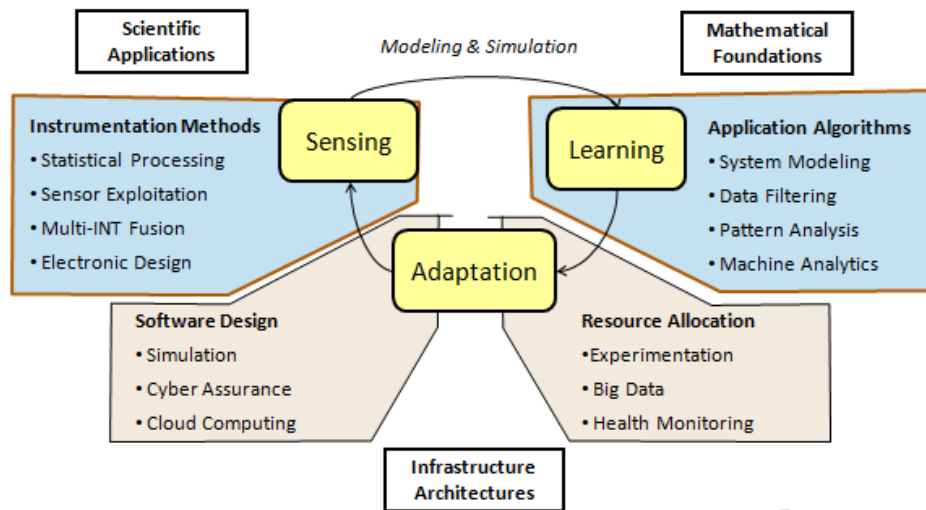 Scientific
Applications
Modeling & Simulation
Mathematical
Foundations
Instrumentation Methods
• Statistical Processing
• Sensor Exploitation
• Multi-INT Fusion
• Electronic Design
Sensing
Learning
Application Algorithms
• System Modeling
• Data Filtering
• Pattern Analysis
• Machine Analytics
Adaptation
Software Design
• Simulation
• Cyber Assurance
• Cloud Computing
Resource Allocation
• Experimentation
• Big Data
• Health Monitoring
Infrastructure
Architectures